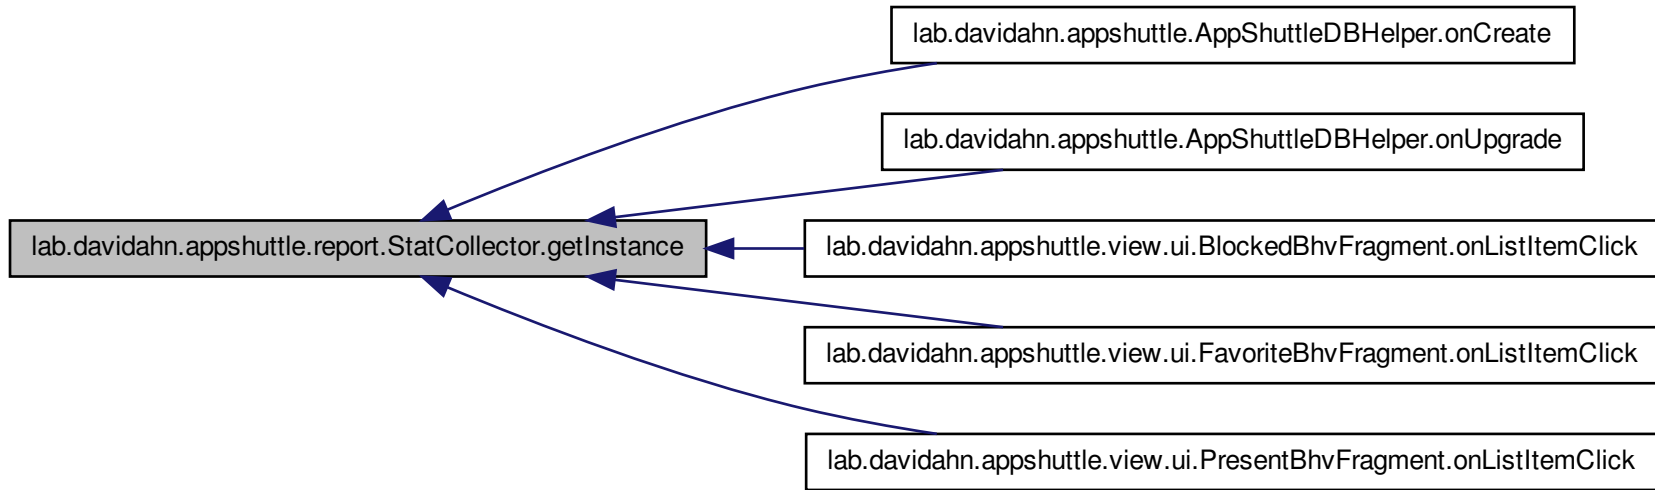 lab.davidahn.appshuttle.AppShuttleDBHelper.onCreate
lab.davidahn.appshuttle.AppShuttleDBHelper.onUpgrade
lab.davidahn.appshuttle.report.StatCollector.getInstance
lab.davidahn.appshuttle.view.ui.BlockedBhvFragment.onListItemClick
lab.davidahn.appshuttle.view.ui.FavoriteBhvFragment.onListItemClick
lab.davidahn.appshuttle.view.ui.PresentBhvFragment.onListItemClick